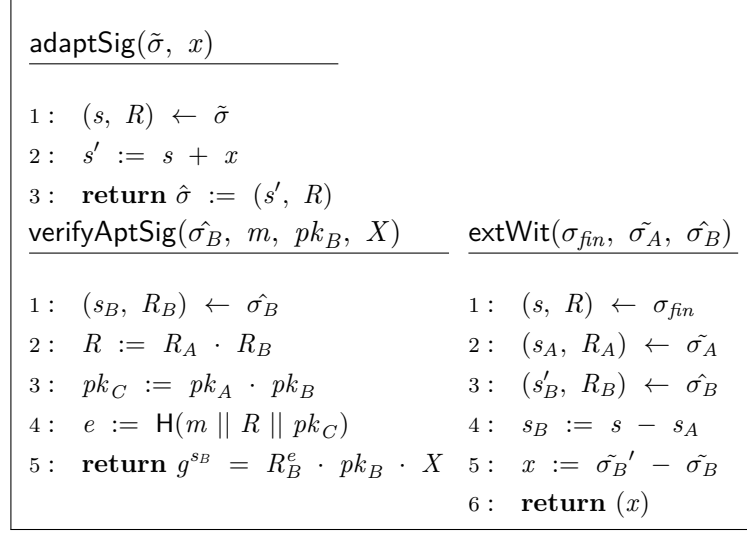 adaptSig(σ̃, x)
1 : (s, R) ← σ̃
2 : s′ := s + x
3 : return σ̂ := (s′, R)
verifyAptSig(σ̂_B, m, pk_B, X) extWit(σ_fin, σ̃_A, σ̂_B)
1 : (s_B, R_B) ← σ̂_B 1 : (s, R) ← σ_fin
2 : R := R_A · R_B 2 : (s_A, R_A) ← σ̃_A
3 : pk_C := pk_A · pk_B 3 : (s′_B, R_B) ← σ̂_B
4 : e := H(m || R || pk_C) 4 : s_B := s − s_A
5 : return g^{s_B} = R_B^e · pk_B · X 5 : x := σ̃_B′ − σ̃_B
6 : return (x)